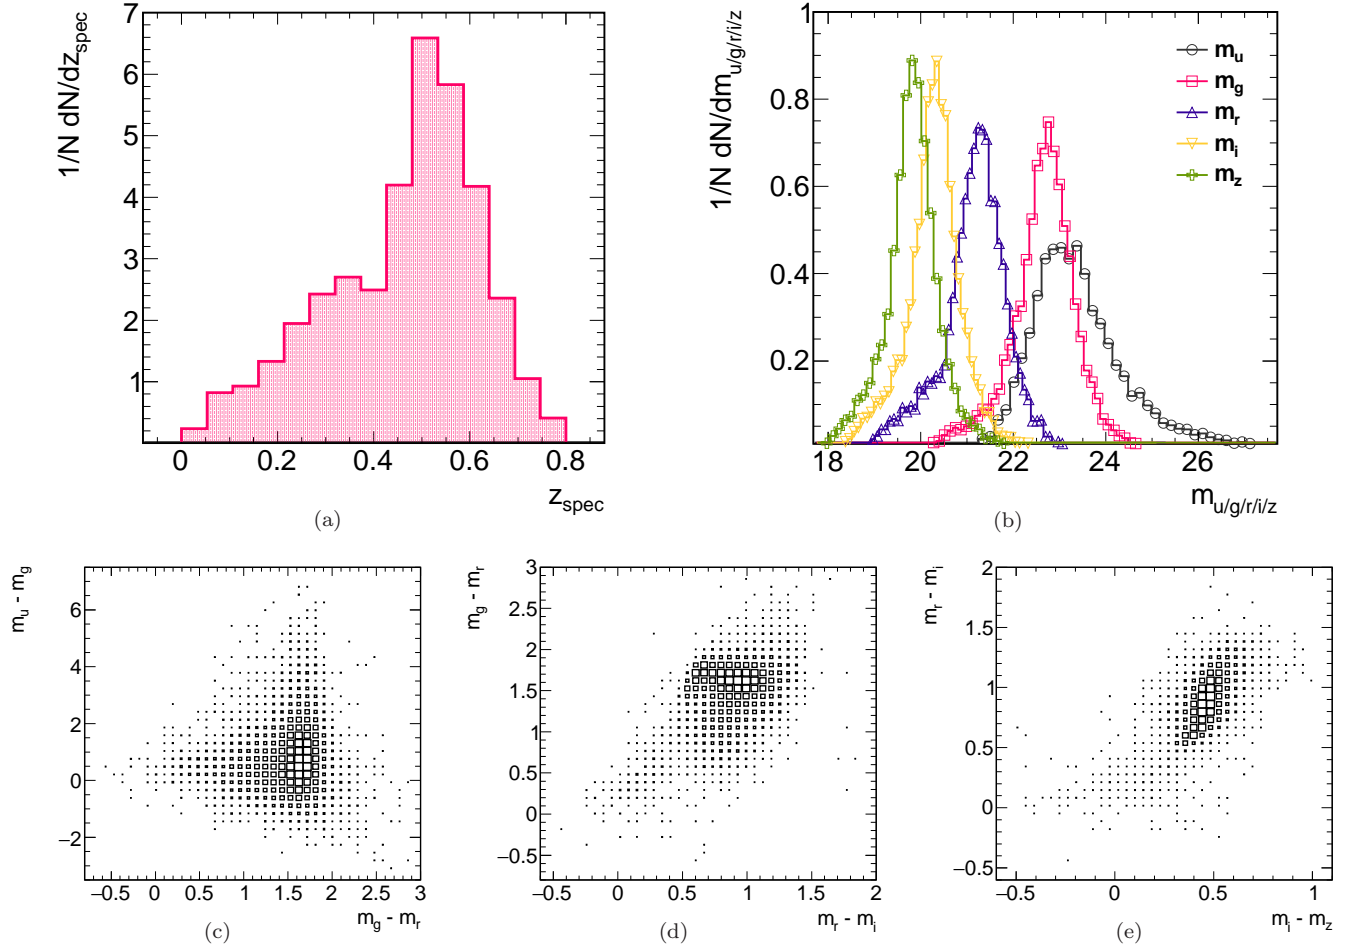 1/N dN/dz_spec
7
6
5
4
3
2
1
0 0.2 0.4 0.6 0.8
z_spec
(a)
1/N dN/dm_u/g/r/i/z
1
0.8
0.6
0.4
0.2
18 20 22 24 26
m_u/g/r/i/z
m_u
m_g
m_r
m_i
m_z
(b)
m_u - m_g
6
4
2
0
−2
−0.5 0 0.5 1 1.5 2 2.5 3
m_g - m_r
(c)
m_g - m_r
3
2.5
2
1.5
1
0.5
0
−0.5
−0.5 0 0.5 1 1.5 2
m_r - m_i
(d)
m_r - m_i
2
1.5
1
0.5
0
−0.5
−0.5 0 0.5 1
m_i - m_z
(e)